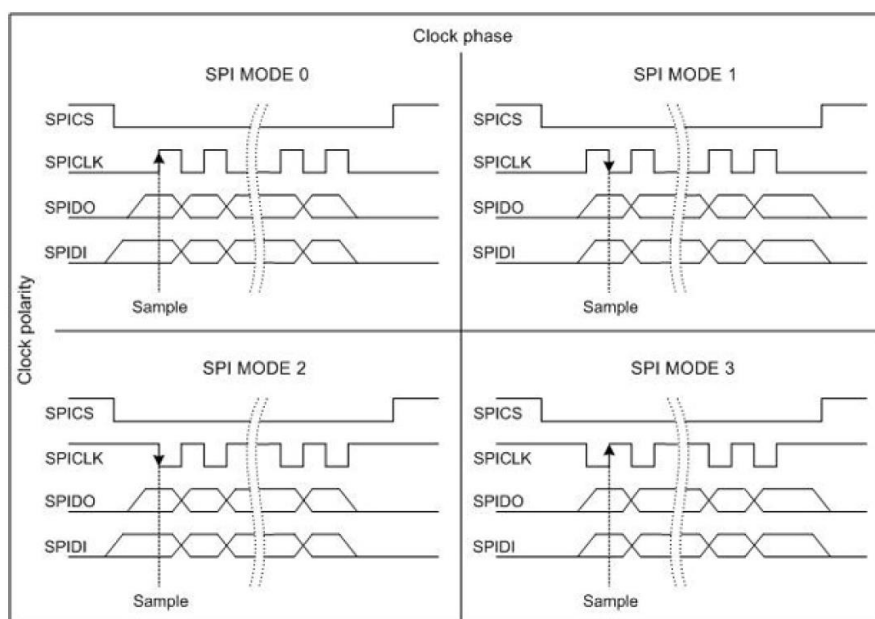 Clock phase
Clock polarity
SPI MODE 0
SPICS
SPICLK
SPIDO
SPIDI
Sample
SPI MODE 1
SPICS
SPICLK
SPIDO
SPIDI
Sample
SPI MODE 2
SPICS
SPICLK
SPIDO
SPIDI
Sample
SPI MODE 3
SPICS
SPICLK
SPIDO
SPIDI
Sample